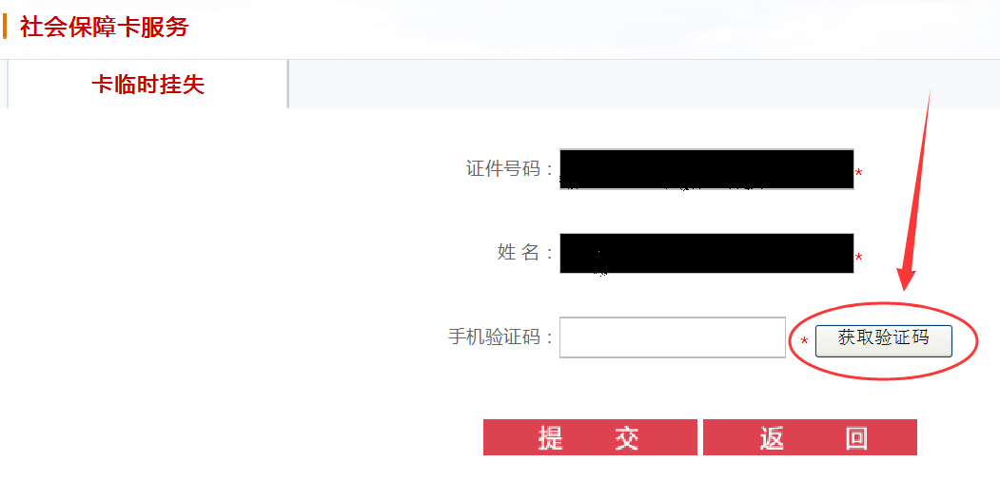 社会保障卡服务
卡临时挂失
证件号码：*
姓 名：*
手机验证码：* 获取验证码
提 交 返 回